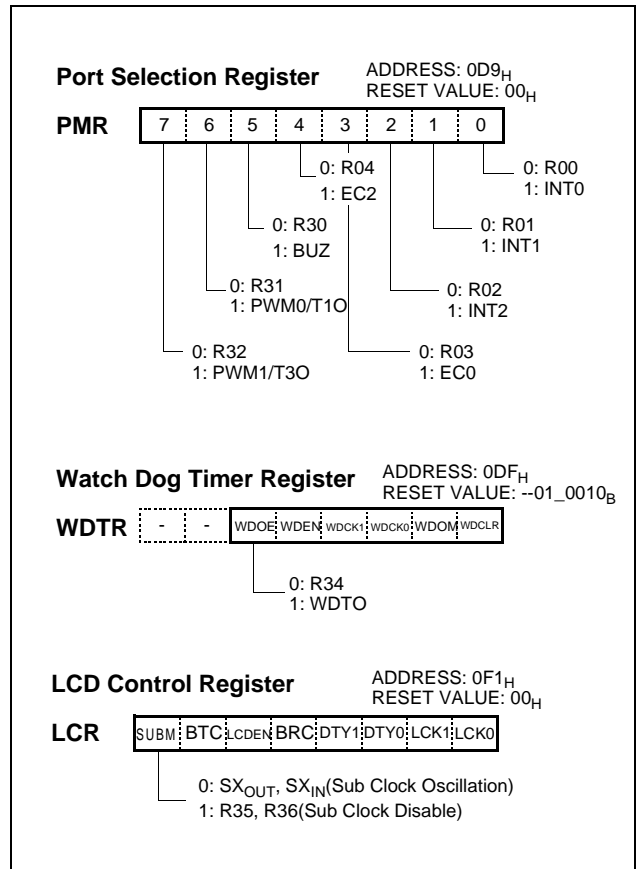 Port Selection Register
ADDRESS: 0D9H
RESET VALUE: 00H
PMR 7 6 5 4 3 2 1 0
0: R04
1: EC2
0: R00
1: INT0
0: R30
1: BUZ
0: R01
1: INT1
0: R31
1: PWM0/T1O
0: R02
1: INT2
0: R32
1: PWM1/T3O
0: R03
1: EC0
Watch Dog Timer Register
ADDRESS: 0DFH
RESET VALUE: --01_0010B
WDTR - - WDOE WDEN WDCK1 WDCK0 WDOM WDCLR
0: R34
1: WDTO
LCD Control Register
ADDRESS: 0F1H
RESET VALUE: 00H
LCR SUBM BTC LCDEN BRC DTY1 DTY0 LCK1 LCK0
0: SXOUT, SXIN(Sub Clock Oscillation)
1: R35, R36(Sub Clock Disable)